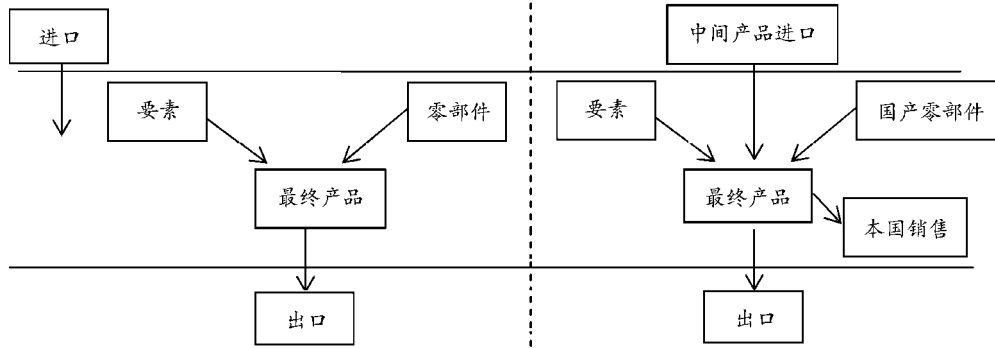 进口
要素
零部件
最终产品
出口
中间产品进口
要素
国产零部件
最终产品
本国销售
出口